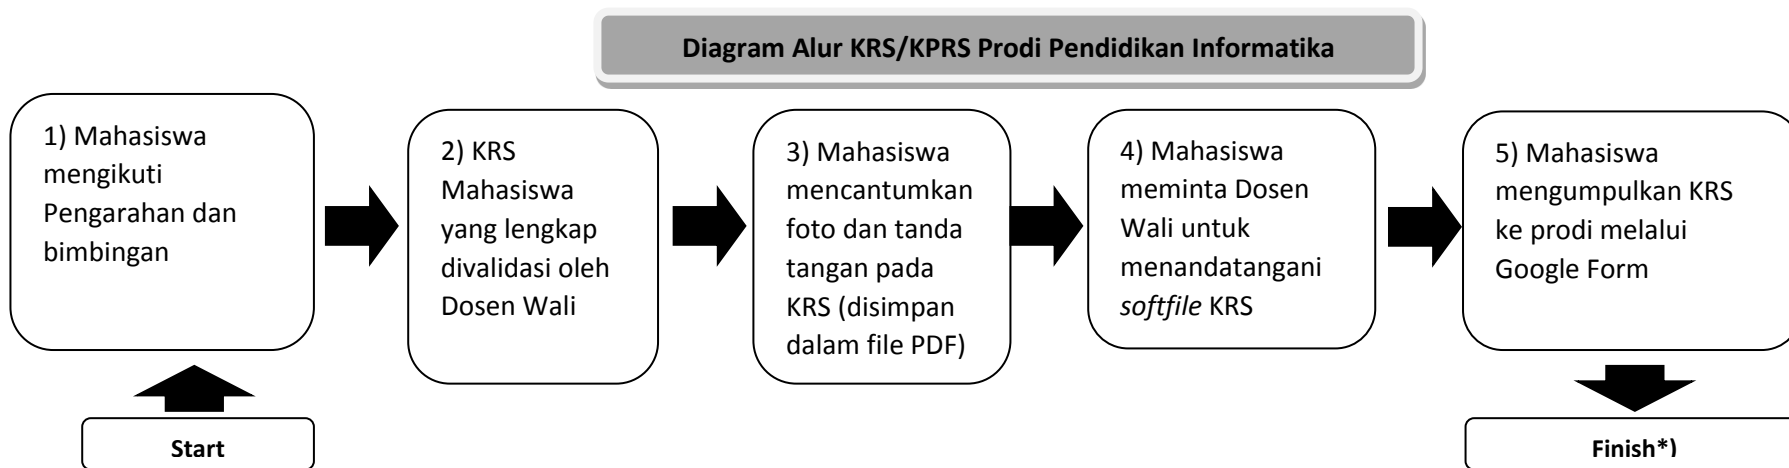 Diagram Alur KRS/KPRS Prodi Pendidikan Informatika
1) Mahasiswa
mengikuti
Pengarahan dan
bimbingan
2) KRS
Mahasiswa
yang lengkap
divalidasi oleh
Dosen Wali
3) Mahasiswa
mencantumkan
foto dan tanda
tangan pada
KRS (disimpan
dalam file PDF)
4) Mahasiswa
meminta Dosen
Wali untuk
menandatangani
softfile KRS
5) Mahasiswa
mengumpulkan KRS
ke prodi melalui
Google Form
Start
Finish*)